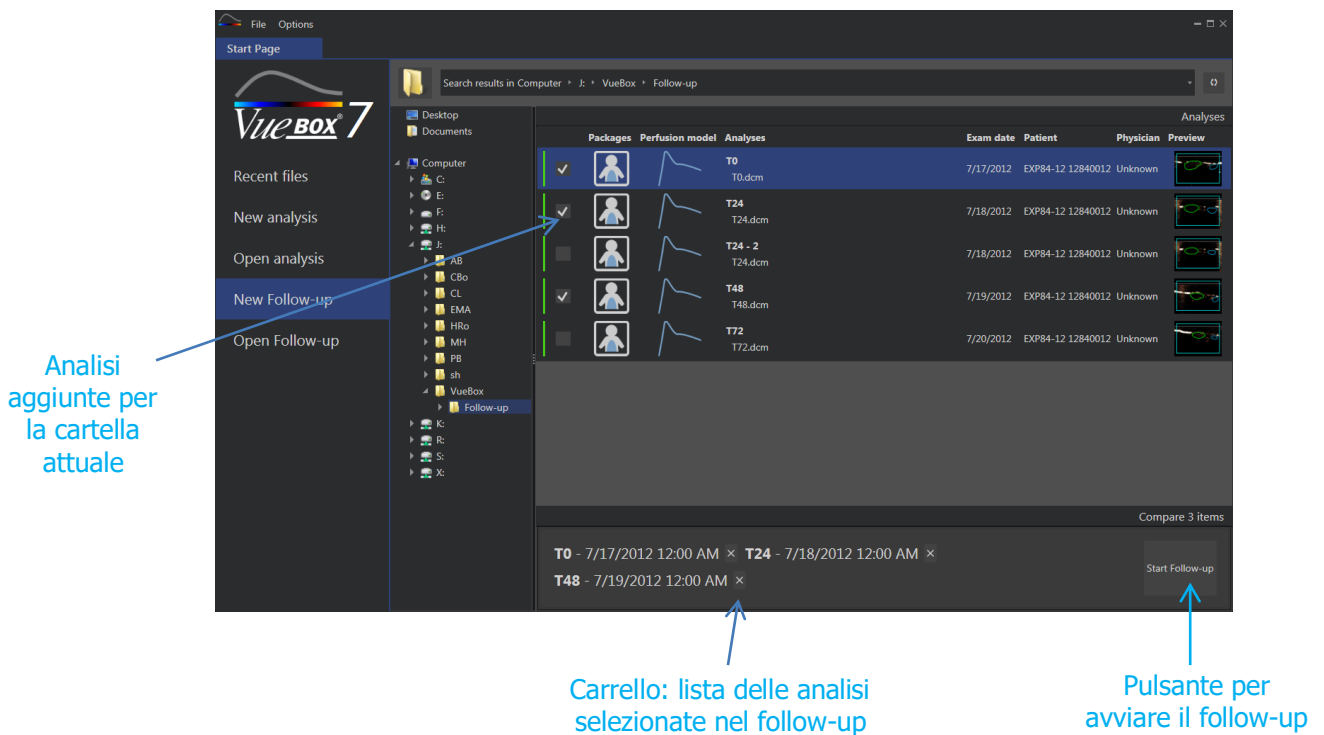 File Options
Start Page
VUEBOX® 7
Recent files
New analysis
Open analysis
New Follow-up
Open Follow-up
Search results in Computer J: VueBox Follow-up
Desktop
Documents
Computer
C:
E:
F:
H:
J:
AB
CBo
CL
EMA
HRo
MH
PB
sh
VueBox
Follow-up
K:
R:
S:
X:
Analyses
Packages Perfusion model Analyses Exam date Patient Physician Preview
T0
T0.dcm
7/17/2012 EXP84-12 12840012 Unknown
T24
T24.dcm
7/18/2012 EXP84-12 12840012 Unknown
T24 - 2
T24.dcm
7/18/2012 EXP84-12 12840012 Unknown
T48
T48.dcm
7/19/2012 EXP84-12 12840012 Unknown
T72
T72.dcm
7/20/2012 EXP84-12 12840012 Unknown
Compare 3 items
T0 - 7/17/2012 12:00 AM × T24 - 7/18/2012 12:00 AM ×
T48 - 7/19/2012 12:00 AM ×
Start Follow-up
Analisi
aggiunte per
la cartella
attuale
Carrello: lista delle analisi
selezionate nel follow-up
Pulsante per
avviare il follow-up